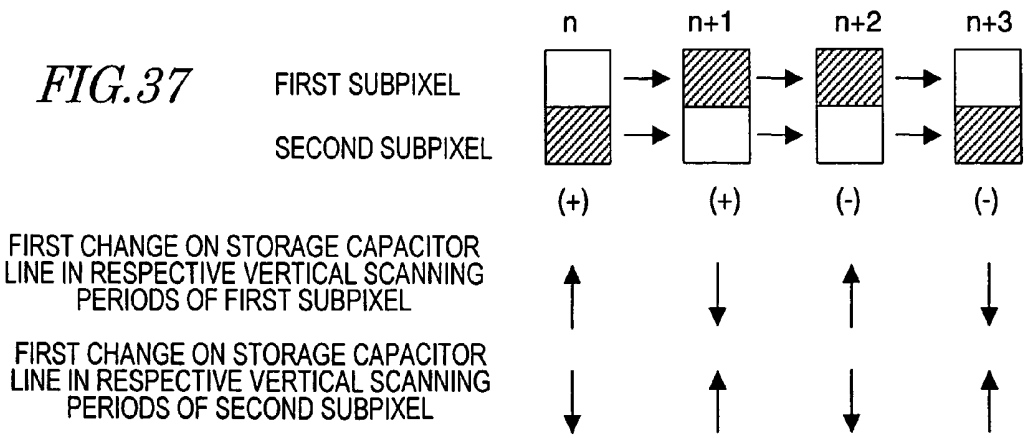 n n+1 n+2 n+3
FIG.37
FIRST SUBPIXEL
SECOND SUBPIXEL
(+) (+) (-) (-)
FIRST CHANGE ON STORAGE CAPACITOR
LINE IN RESPECTIVE VERTICAL SCANNING
PERIODS OF FIRST SUBPIXEL
FIRST CHANGE ON STORAGE CAPACITOR
LINE IN RESPECTIVE VERTICAL SCANNING
PERIODS OF SECOND SUBPIXEL